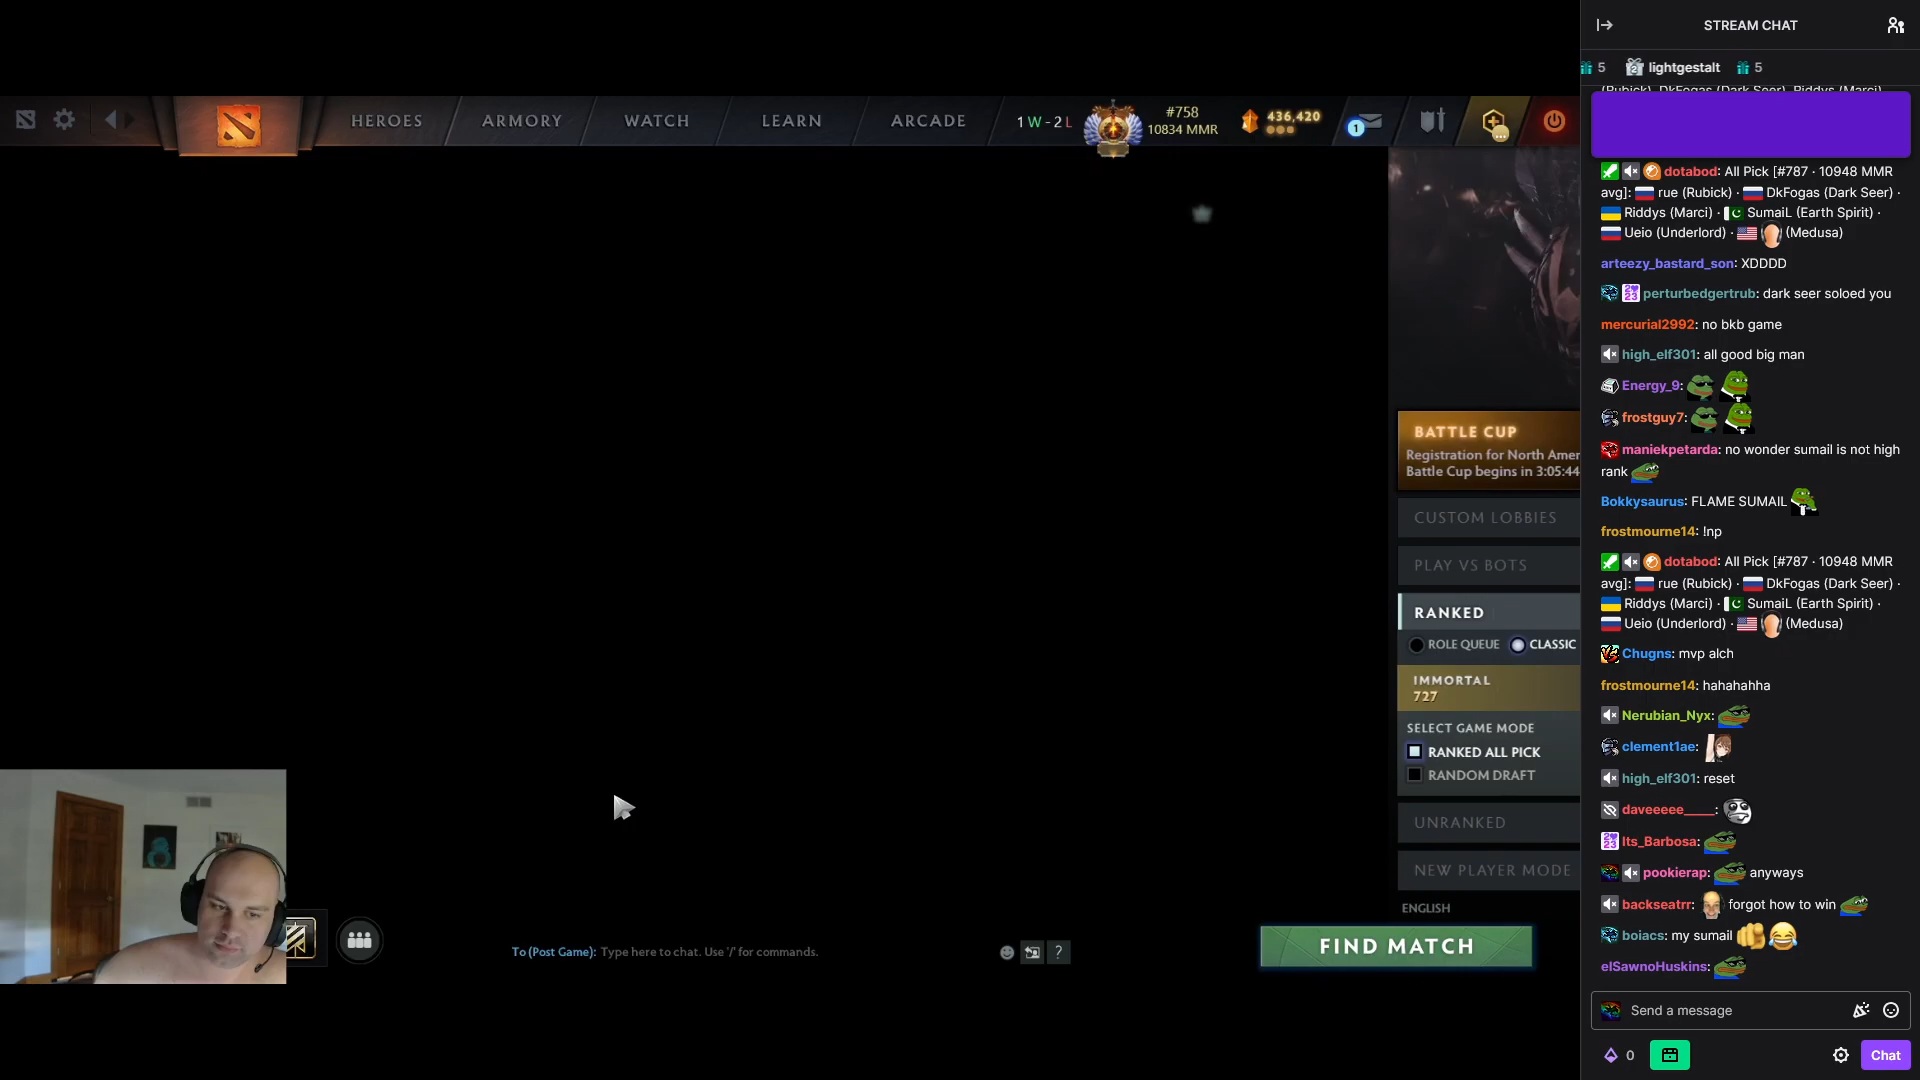 HEROES
ARMORY
WATCH
LEARN
ARCADE
1 W - 2 L
#758
10834 MMR
436,420
1
BATTLE CUP
Registration for North Amer
Battle Cup begins in 3:05:44
CUSTOM LOBBIES
PLAY VS BOTS
RANKED
ROLE QUEUE
CLASSIC
IMMORTAL
727
SELECT GAME MODE
RANKED ALL PICK
RANDOM DRAFT
UNRANKED
NEW PLAYER MODE
ENGLISH
FIND MATCH
To (Post Game): Type here to chat. Use '/' for commands.
?
STREAM CHAT
5 lightgestalt 5
(Rubick), DkFogas (Dark Seer), Riddys (Marci)
dotabod: All Pick [#787 · 10948 MMR
avg]: rue (Rubick) · DkFogas (Dark Seer) ·
Riddys (Marci) · SumaiL (Earth Spirit) ·
Ueio (Underlord) · (Medusa)
arteezy_bastard_son: XDDDD
perturbedgertrub: dark seer soloed you
mercurial2992: no bkb game
high_elf301: all good big man
Energy_9:
frostguy7:
maniekpetarda: no wonder sumail is not high
rank
Bokkysaurus: FLAME SUMAIL
frostmourne14: !np
dotabod: All Pick [#787 · 10948 MMR
avg]: rue (Rubick) · DkFogas (Dark Seer) ·
Riddys (Marci) · SumaiL (Earth Spirit) ·
Ueio (Underlord) · (Medusa)
Chugns: mvp alch
frostmourne14: hahahahha
Nerubian_Nyx:
clement1ae:
high_elf301: reset
daveeeee_____:
Its_Barbosa:
pookierap: anyways
backseatrr: forgot how to win
boiacs: my sumail
elSawnoHuskins:
Send a message
0
Chat